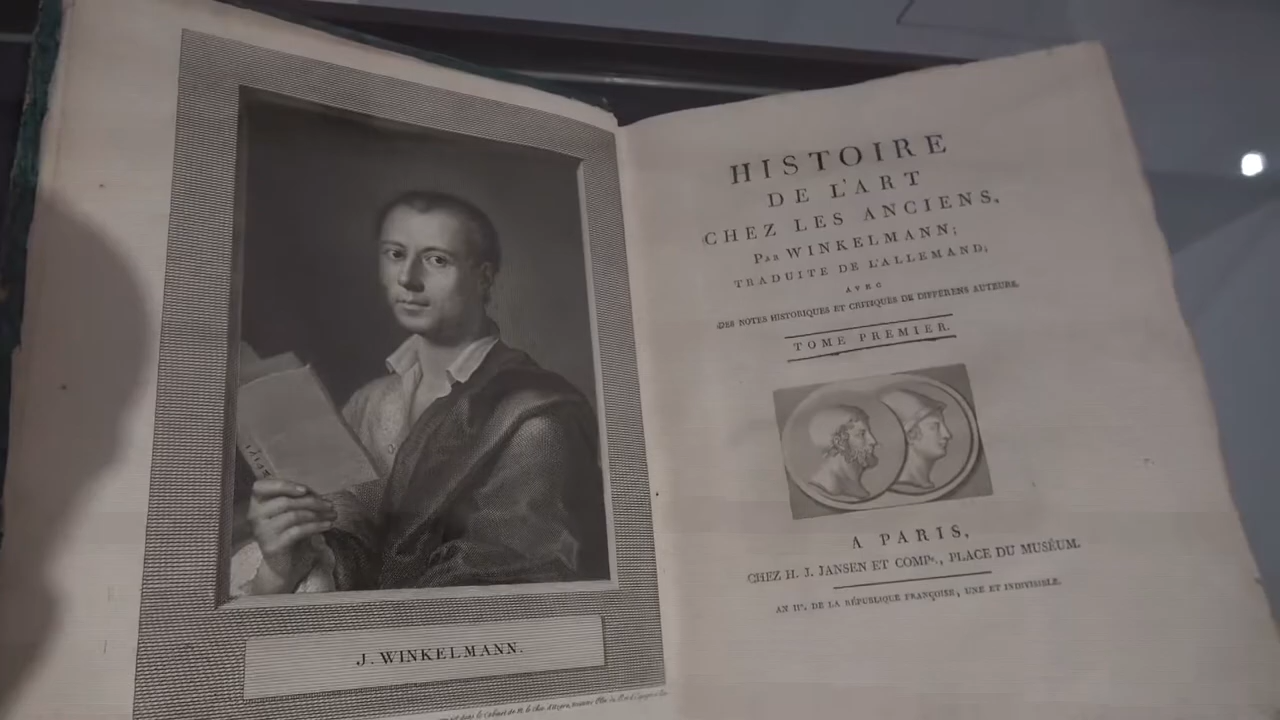 J. WINKELMANN.
HISTOIRE
DE L'ART
CHEZ LES ANCIENS,
PAR WINKELMANN;
TRADUITE DE L'ALLEMAND;
AVEC
DES NOTES HISTORIQUES ET CRITIQUES DE DIFFÉRENS AUTEURS.
TOME PREMIER.
A PARIS,
CHEZ H. J. JANSEN ET COMPe., PLACE DU MUSÉUM.
AN IIe. DE LA RÉPUBLIQUE FRANÇOISE, UNE ET INDIVISIBLE.